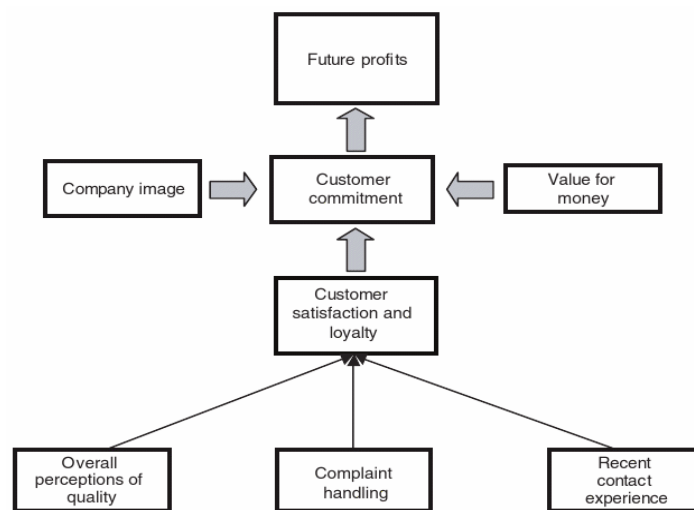 Future profits
Company image
Customer
commitment
Value for
money
Customer
satisfaction and
loyalty
Overall
perceptions of
quality
Complaint
handling
Recent
contact
experience